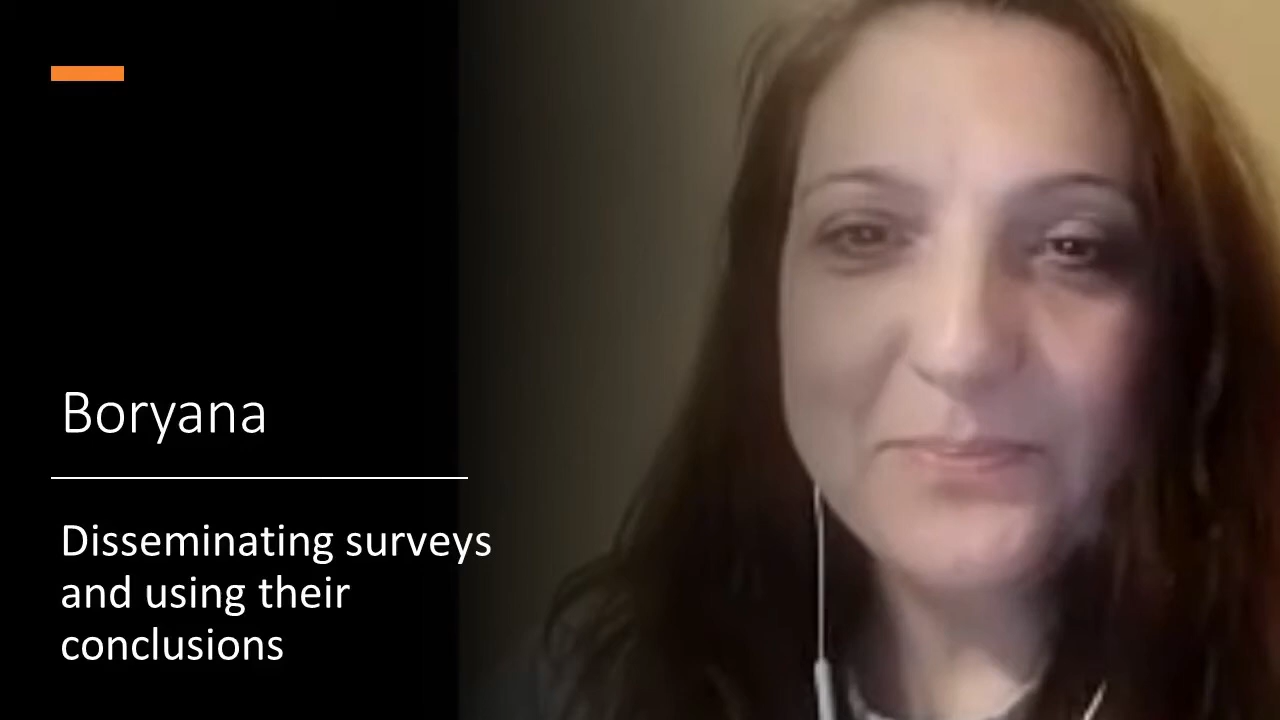 Boryana
Disseminating surveys
and using their
conclusions